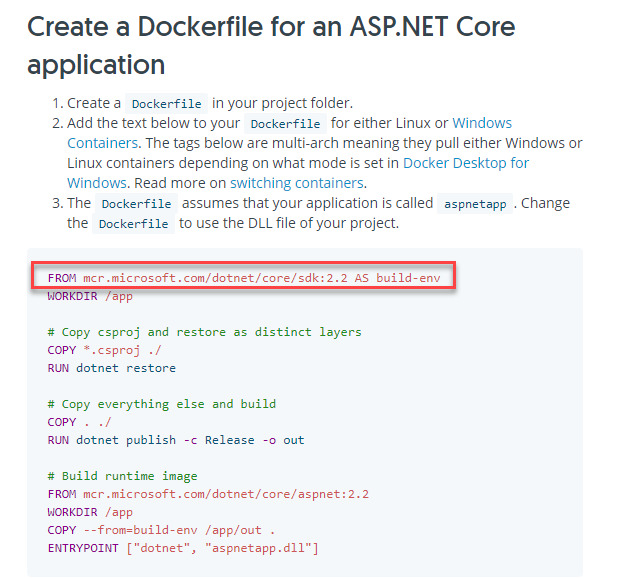 Create a Dockerfile for an ASP.NET Core
application
1. Create a Dockerfile in your project folder.
2. Add the text below to your Dockerfile for either Linux or Windows
Containers. The tags below are multi-arch meaning they pull either Windows or
Linux containers depending on what mode is set in Docker Desktop for
Windows. Read more on switching containers.
3. The Dockerfile assumes that your application is called aspnetapp . Change
the Dockerfile to use the DLL file of your project.
FROM mcr.microsoft.com/dotnet/core/sdk:2.2 AS build-env
WORKDIR /app
# Copy csproj and restore as distinct layers
COPY *.csproj ./
RUN dotnet restore
# Copy everything else and build
COPY . ./
RUN dotnet publish -c Release -o out
# Build runtime image
FROM mcr.microsoft.com/dotnet/core/aspnet:2.2
WORKDIR /app
COPY --from=build-env /app/out .
ENTRYPOINT ["dotnet", "aspnetapp.dll"]